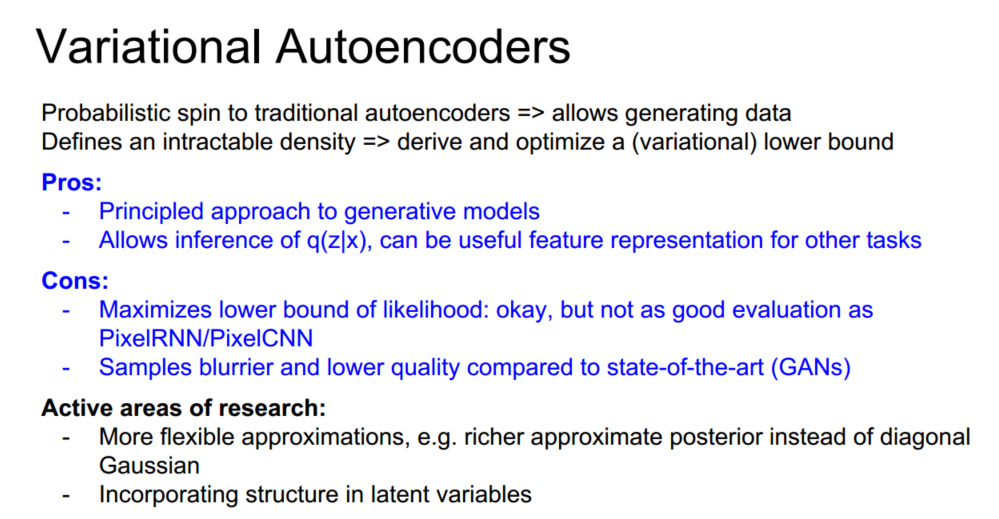 Variational Autoencoders
Probabilistic spin to traditional autoencoders => allows generating data
Defines an intractable density => derive and optimize a (variational) lower bound
Pros:
- Principled approach to generative models
- Allows inference of q(z|x), can be useful feature representation for other tasks
Cons:
- Maximizes lower bound of likelihood: okay, but not as good evaluation as
PixelRNN/PixelCNN
- Samples blurrier and lower quality compared to state-of-the-art (GANs)
Active areas of research:
- More flexible approximations, e.g. richer approximate posterior instead of diagonal
Gaussian
- Incorporating structure in latent variables